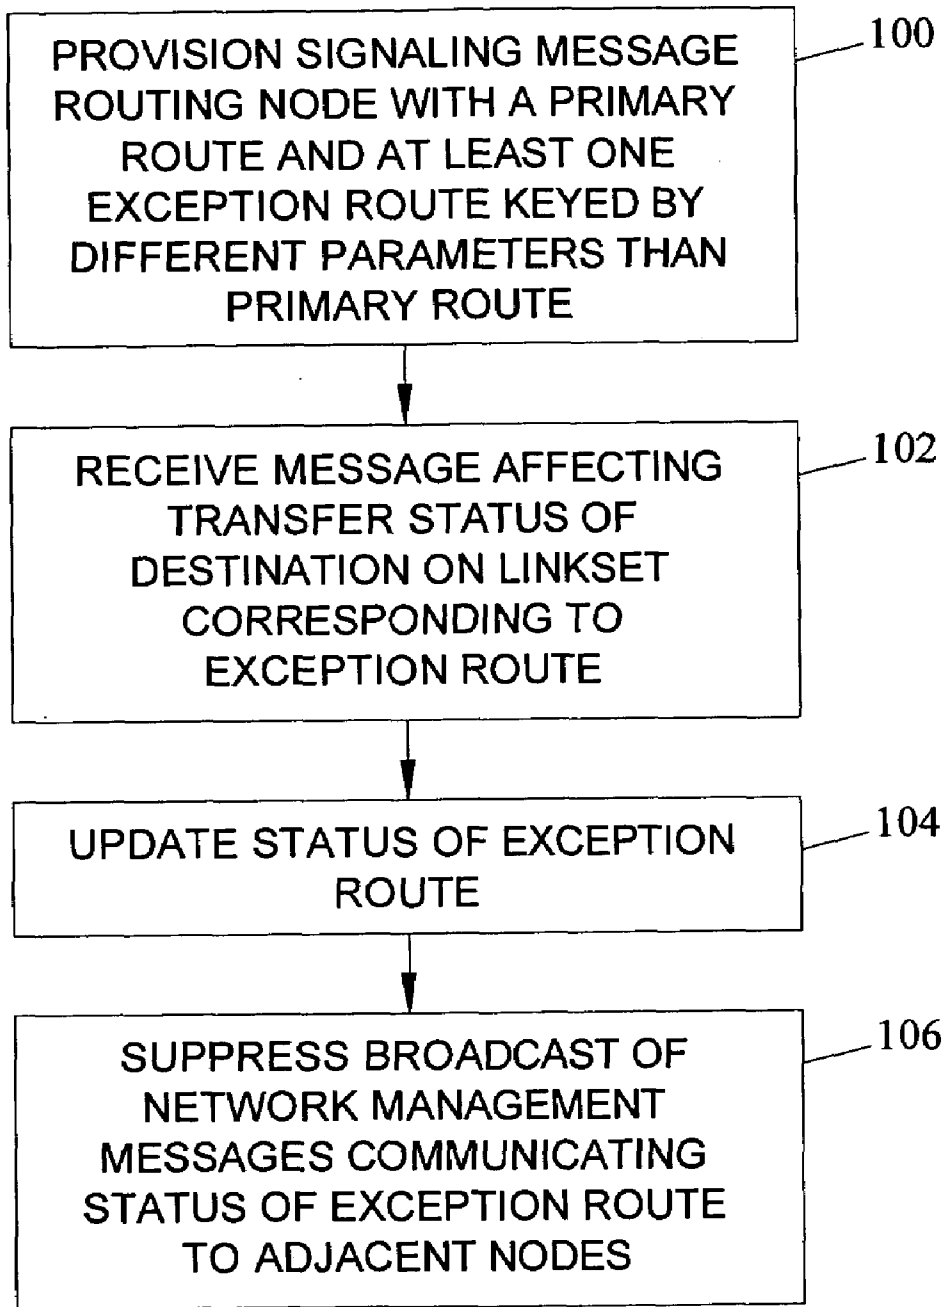 PROVISION SIGNALING MESSAGE
ROUTING NODE WITH A PRIMARY
ROUTE AND AT LEAST ONE
EXCEPTION ROUTE KEYED BY
DIFFERENT PARAMETERS THAN
PRIMARY ROUTE
100
RECEIVE MESSAGE AFFECTING
TRANSFER STATUS OF
DESTINATION ON LINKSET
CORRESPONDING TO
EXCEPTION ROUTE
102
UPDATE STATUS OF EXCEPTION
ROUTE
104
SUPPRESS BROADCAST OF
NETWORK MANAGEMENT
MESSAGES COMMUNICATING
STATUS OF EXCEPTION ROUTE
TO ADJACENT NODES
106